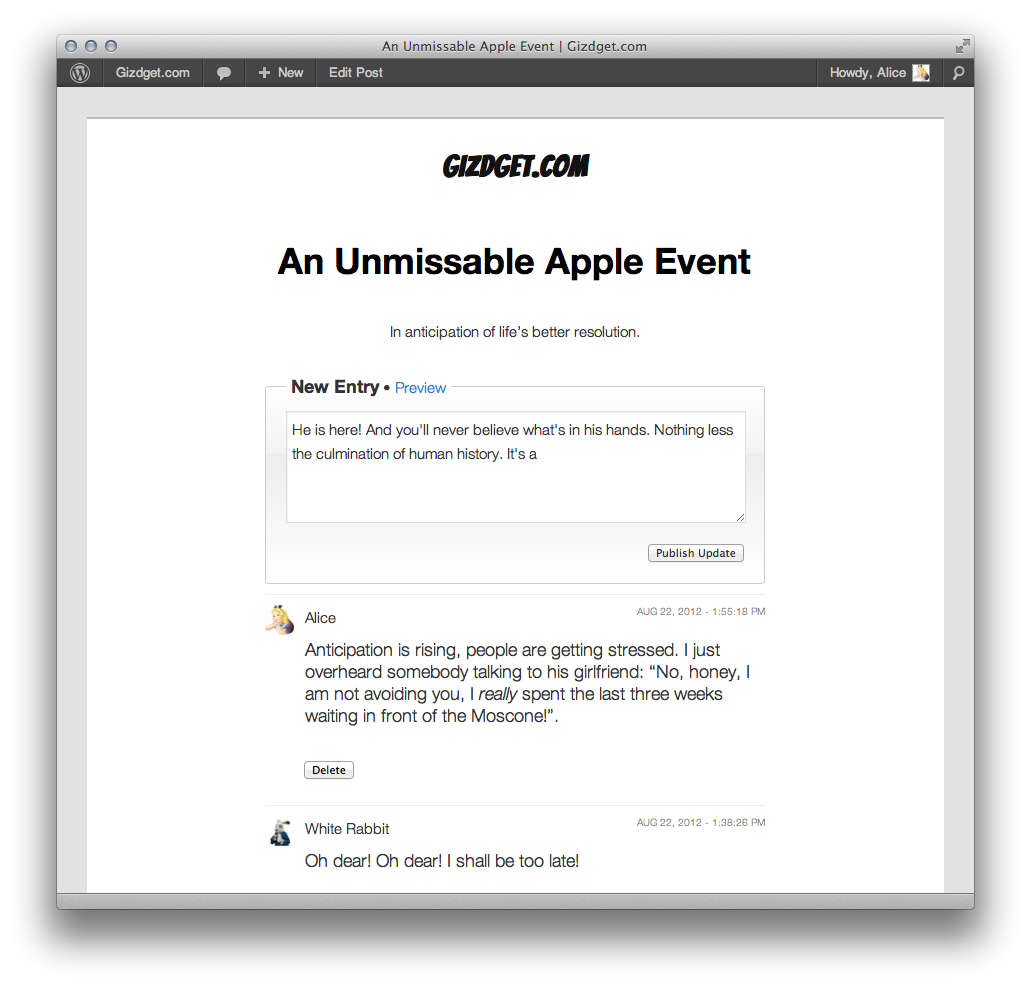 An Unmissable Apple Event | Gizdget.com
Gizdget.com + New Edit Post Howdy, Alice
GIZDGET.COM
An Unmissable Apple Event
In anticipation of life's better resolution.
New Entry • Preview
He is here! And you'll never believe what's in his hands. Nothing less
the culmination of human history. It's a
Publish Update
Alice AUG 22, 2012 - 1:55:18 PM
Anticipation is rising, people are getting stressed. I just
overheard somebody talking to his girlfriend: “No, honey, I
am not avoiding you, I really spent the last three weeks
waiting in front of the Moscone!”.
Delete
White Rabbit AUG 22, 2012 - 1:38:26 PM
Oh dear! Oh dear! I shall be too late!